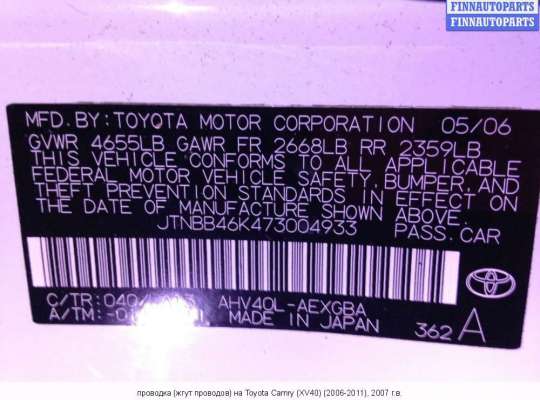 FINNAUTOPARTS
FINNAUTOPARTS
MFD.BY:TOYOTA MOTOR CORPORATION 05/06
GVWR 4655LB GAWR FR 2668LB RR 2359LB
THIS VEHICLE CONFORMS TO ALL APPLICABLE
FEDERAL MOTOR VEHICLE SAFETY, BUMPER, AND
THEFT PREVENTION STANDARDS IN EFFECT ON
THE DATE OF MANUFACTURE SHOWN ABOVE.
JTNBB46K473004933 PASS.CAR
C/TR: AHV40L-AEXGBA
A/TM: MADE IN JAPAN 362 A
TOYOTA
проводка (жгут проводов) на Toyota Camry (XV40) (2006-2011), 2007 г.в.